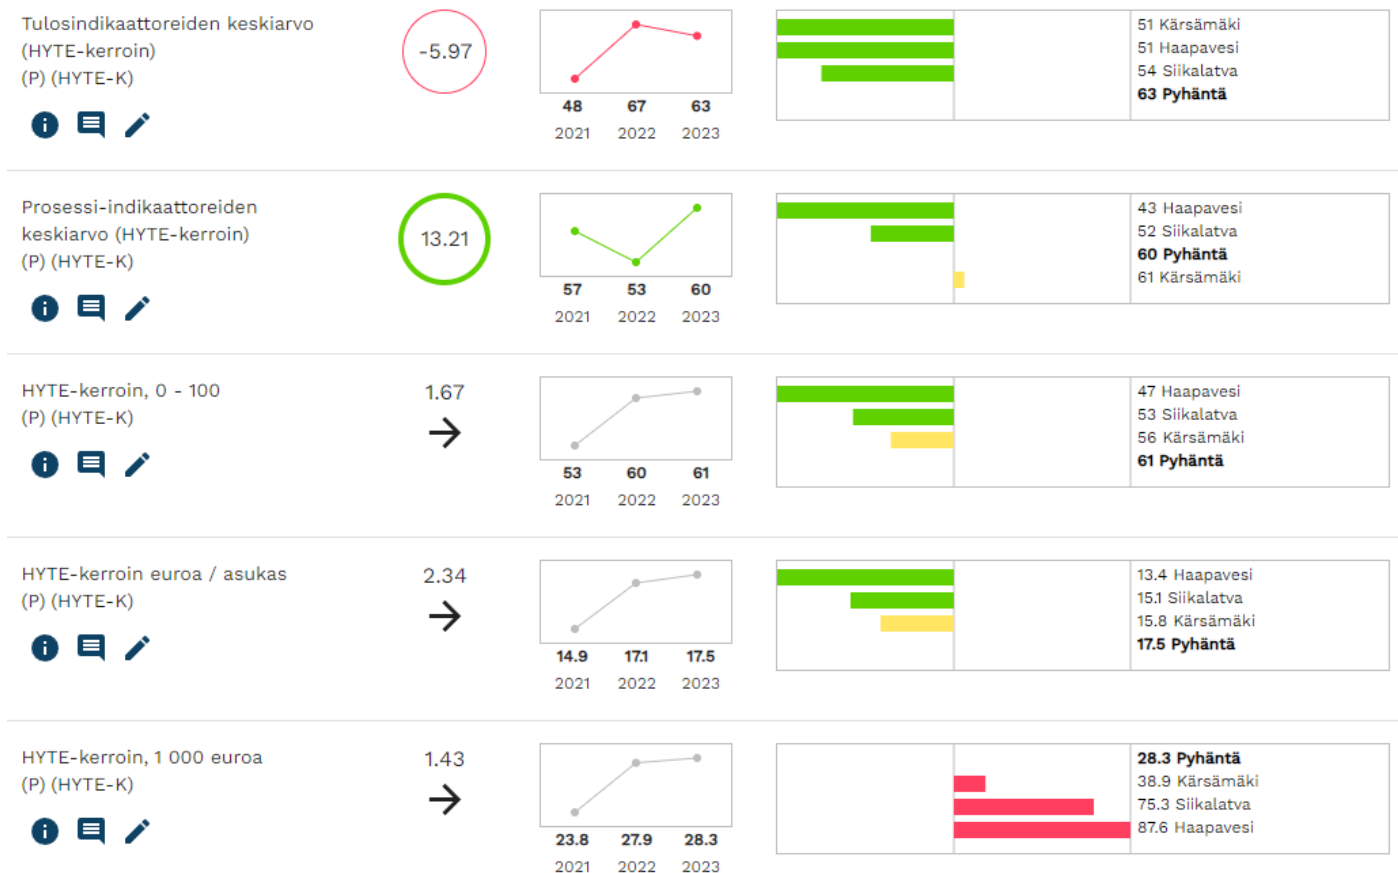 Tulosindikaattoreiden keskiarvo
(HYTE-kerroin)
(P) (HYTE-K)
-5.97
48 67 63
2021 2022 2023
51 Kärsämäki
51 Haapavesi
54 Siikalatva
63 Pyhäntä
Prosessi-indikaattoreiden
keskiarvo (HYTE-kerroin)
(P) (HYTE-K)
13.21
57 53 60
2021 2022 2023
43 Haapavesi
52 Siikalatva
60 Pyhäntä
61 Kärsämäki
HYTE-kerroin, 0 - 100
(P) (HYTE-K)
1.67
53 60 61
2021 2022 2023
47 Haapavesi
53 Siikalatva
56 Kärsämäki
61 Pyhäntä
HYTE-kerroin euroa / asukas
(P) (HYTE-K)
2.34
14.9 17.1 17.5
2021 2022 2023
13.4 Haapavesi
15.1 Siikalatva
15.8 Kärsämäki
17.5 Pyhäntä
HYTE-kerroin, 1 000 euroa
(P) (HYTE-K)
1.43
23.8 27.9 28.3
2021 2022 2023
28.3 Pyhäntä
38.9 Kärsämäki
75.3 Siikalatva
87.6 Haapavesi